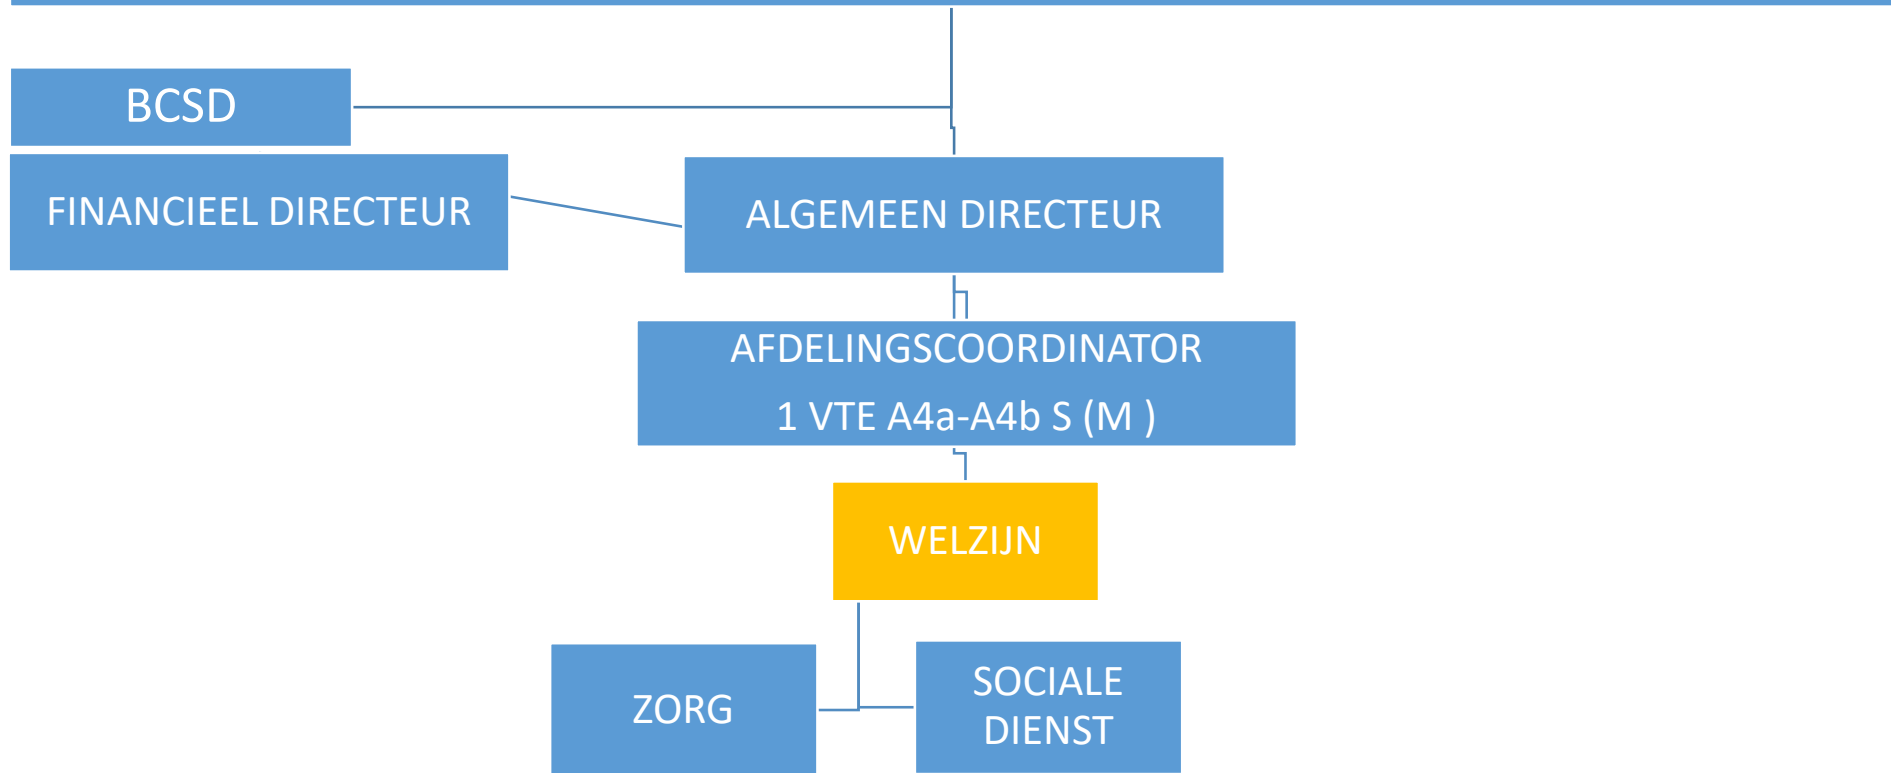 BCSD
FINANCIEEL DIRECTEUR
ALGEMEEN DIRECTEUR
AFDELINGSCOORDINATOR
1 VTE A4a-A4b S (M )
WELZIJN
ZORG
SOCIALE
DIENST